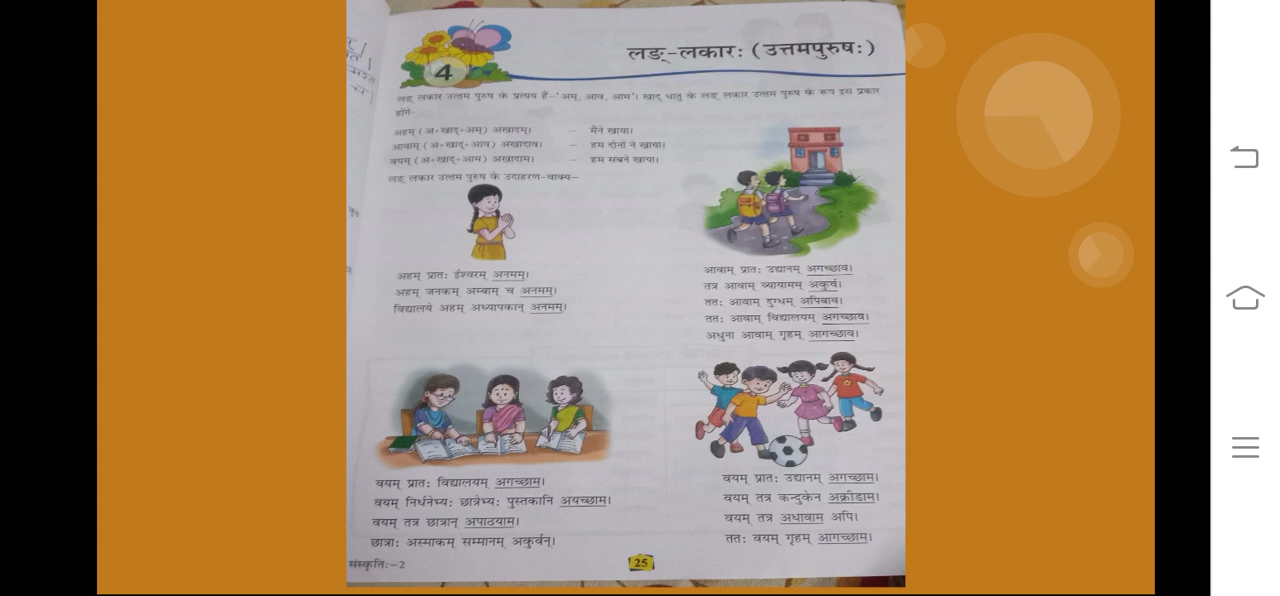 4
लङ्-लकारः (उत्तमपुरुषः)
लङ् लकार उत्तम पुरुष के प्रत्यय हैं-'अम्, आव, आम'। खाद् धातु के लङ् लकार उत्तम पुरुष के रूप इस प्रकार
होंगे-
अहम् (अ+खाद्+अम्) अखादम्। – मैंने खाया।
आवाम् (अ+खाद्+आव) अखादाव। – हम दोनों ने खाया।
वयम् (अ+खाद्+आम) अखादाम। – हम सबने खाया।
लङ् लकार उत्तम पुरुष के उदाहरण-वाक्य–
अहम् प्रातः ईश्वरम् अनमम्।
अहम् जनकम् अम्बाम् च अनमम्।
विद्यालये अहम् अध्यापकान् अनमम्।
आवाम् प्रातः उद्यानम् अगच्छाव।
तत्र आवाम् व्यायामम् अकुर्व।
ततः आवाम् दुग्धम् अपिबाव।
ततः आवाम् विद्यालयम् अगच्छाव।
अधुना आवाम् गृहम् आगच्छाव।
वयम् प्रातः विद्यालयम् अगच्छाम।
वयम् निर्धनेभ्यः छात्रेभ्यः पुस्तकानि अयच्छाम।
वयम् तत्र छात्रान् अपाठयाम।
छात्राः अस्माकम् सम्मानम् अकुर्वन्।
वयम् प्रातः उद्यानम् अगच्छाम।
वयम् तत्र कन्दुकेन अक्रीडाम।
वयम् तत्र अधावाम अपि।
ततः वयम् गृहम् आगच्छाम।
संस्कृतिः-2
25